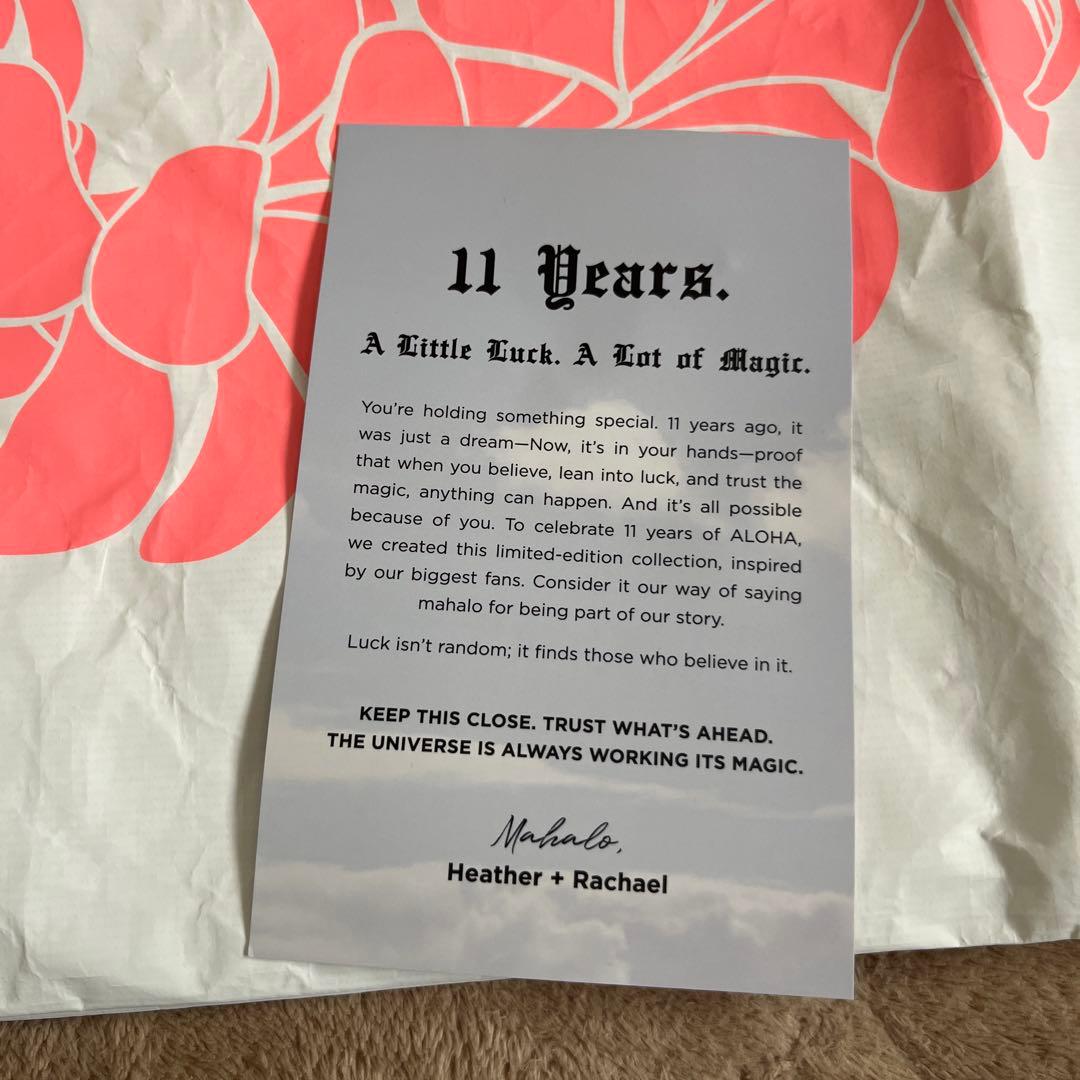 11 Years.
A Little Luck. A Lot of Magic.
You're holding something special. 11 years ago, it
was just a dream—Now, it's in your hands—proof
that when you believe, lean into luck, and trust the
magic, anything can happen. And it's all possible
because of you. To celebrate 11 years of ALOHA,
we created this limited-edition collection, inspired
by our biggest fans. Consider it our way of saying
mahalo for being part of our story.
Luck isn't random; it finds those who believe in it.
KEEP THIS CLOSE. TRUST WHAT'S AHEAD.
THE UNIVERSE IS ALWAYS WORKING ITS MAGIC.
Mahalo,
Heather + Rachael